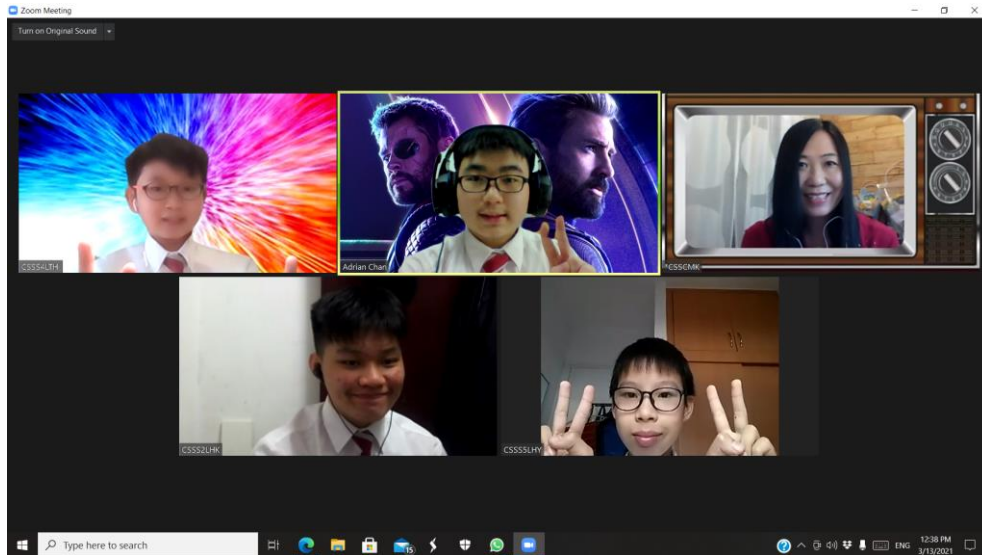 Zoom Meeting
Turn on Original Sound
CSSS4LTH
Adrian Chan
*CSSCMK
CSSS2LHK
CSSS5LHY
Type here to search
15
ENG
12:38 PM
3/13/2021